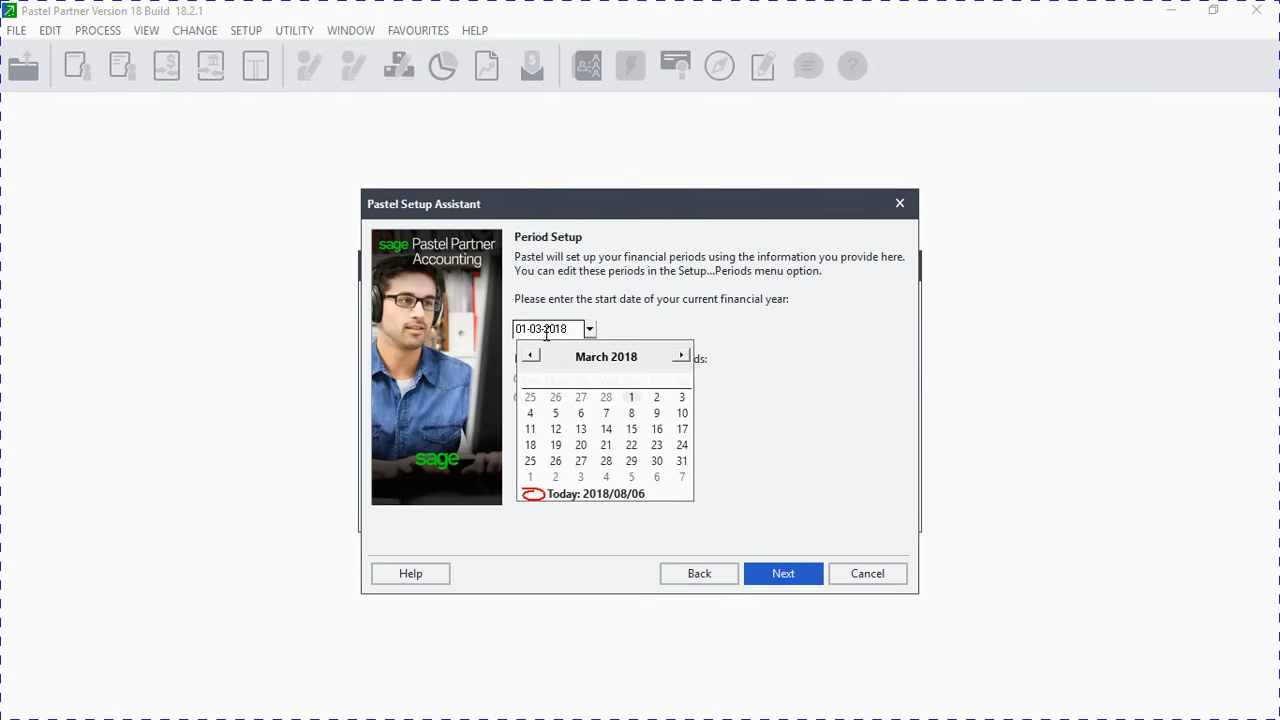 Pastel Partner Version 18 Build 18.2.1
FILE EDIT PROCESS VIEW CHANGE SETUP UTILITY WINDOW FAVOURITES HELP
Pastel Setup Assistant
sage Pastel Partner
Accounting
sage
Period Setup
Pastel will set up your financial periods using the information you provide here.
You can edit these periods in the Setup...Periods menu option.
Please enter the start date of your current financial year:
01-03-2018
ds:
March 2018
25 26 27 28 1 2 3
4 5 6 7 8 9 10
11 12 13 14 15 16 17
18 19 20 21 22 23 24
25 26 27 28 29 30 31
1 2 3 4 5 6 7
Today: 2018/08/06
Help Back Next Cancel